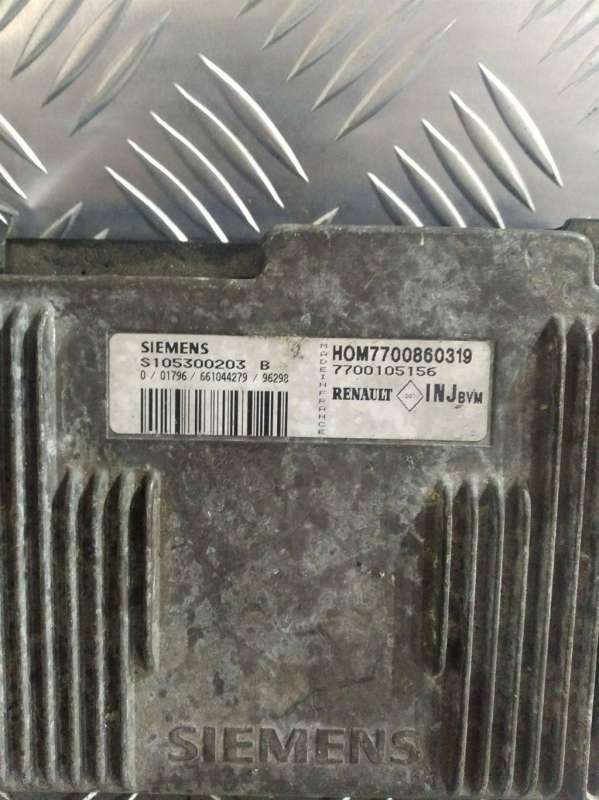 SIEMENS
S105300203 B
0 / 01796 / 661044279 / 96298
MADE IN FRANCE
HOM7700860319
7700105156
RENAULT INJ BVM
SIEMENS